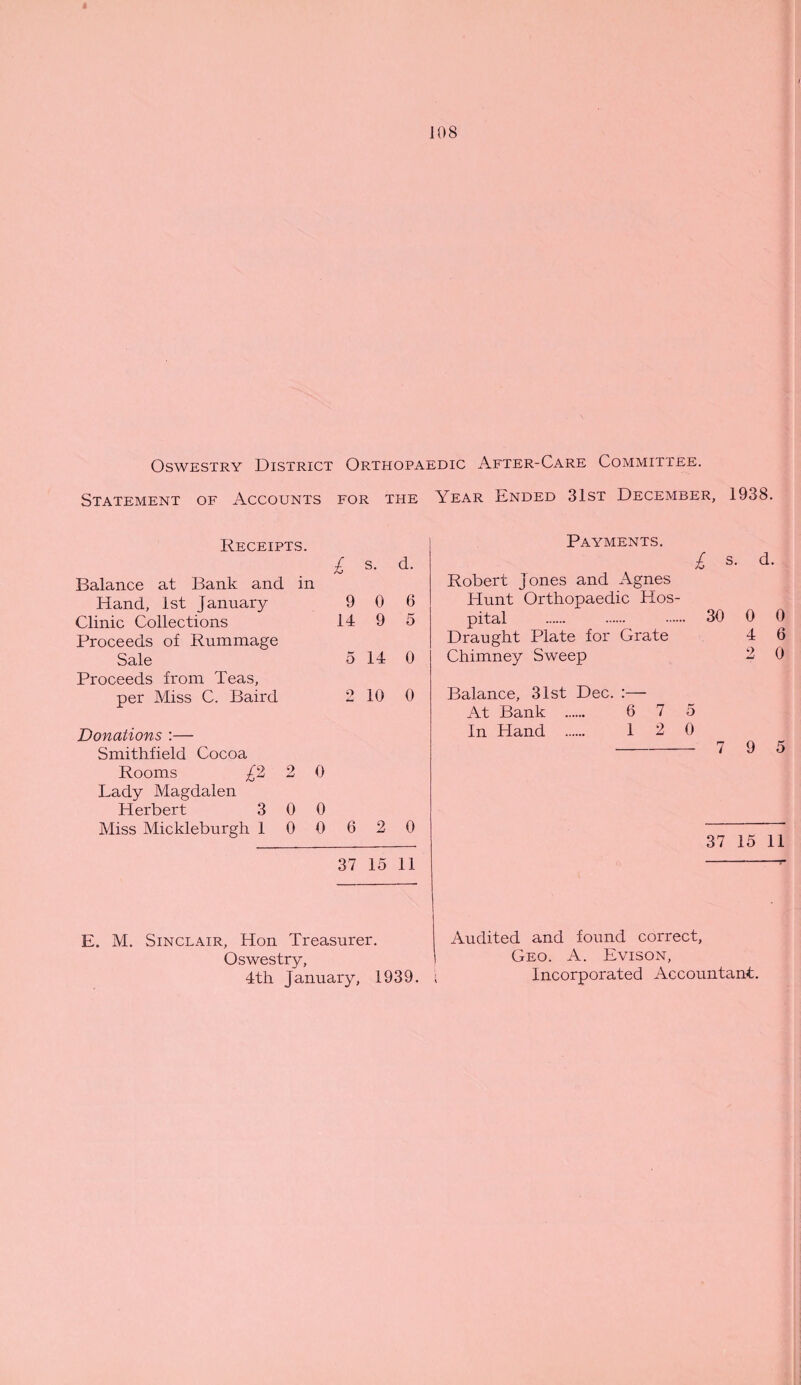 108
Oswestry District Orthopaedic After-Care Committee.
Statement of Accounts for the Year Ended 31st December, 1938.
Receipts.
£ s. d.
Balance at Bank and in
Hand, 1st January 9 0 6
Clinic Collections 14 9 5
Proceeds of Rummage
Sale 5 14 0
Proceeds from Teas,
per Miss C. Baird 2 10 0
Donations :—
Smithfield Cocoa
Rooms £2 2 0
Lady Magdalen
Herbert 3 0 0
Miss Mickleburgh 1 0 0 6 2 0
37 15 11
E. M. Sinclair, Hon Treasurer.
Oswestry,
4th January, 1939.
Payments.
£ s. d.
Robert Jones and Agnes
Hunt Orthopaedic Hos-
pital ...... ...... ...... 30 0 0
Draught Plate for Grate 4 6
Chimney Sweep 2 0
Balance, 31st Dec. :—
At Bank ...... 6 7 5
In Hand ...... 1 2 0
7 9 5
37 15 11
Audited and found correct,
Geo. A. Evison,
Incorporated Accountant.